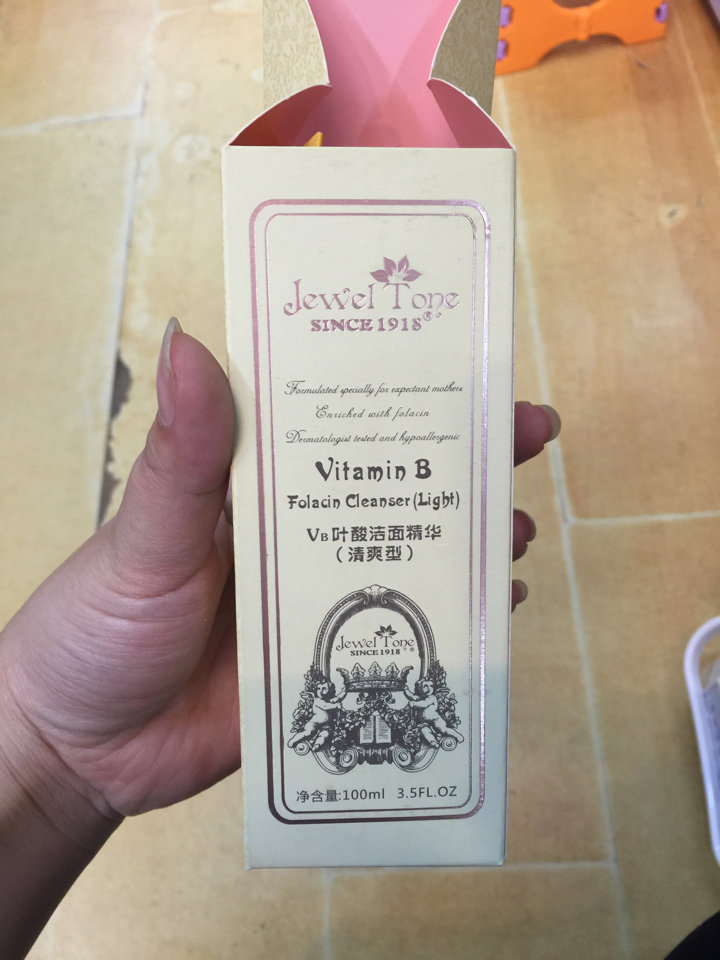 Jewel Tone
SINCE 1918®
Formulated specially for expectant mothers
Enriched with folacin
Dermatologist tested and hypoallergenic
Vitamin B
Folacin Cleanser (Light)
VB叶酸洁面精华
（清爽型）
Jewel Tone
SINCE 1918®
净含量:100ml 3.5FL.OZ